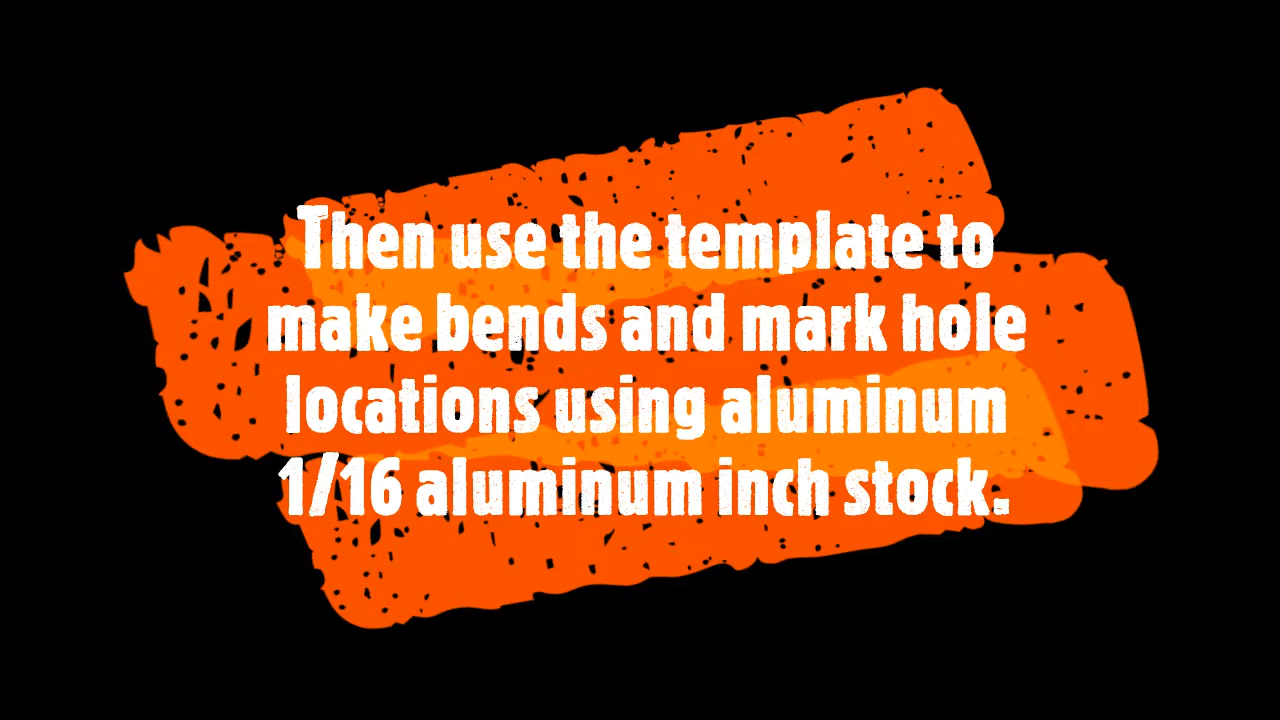 Then use the template to
make bends and mark hole
locations using aluminum
1/16 aluminum inch stock.